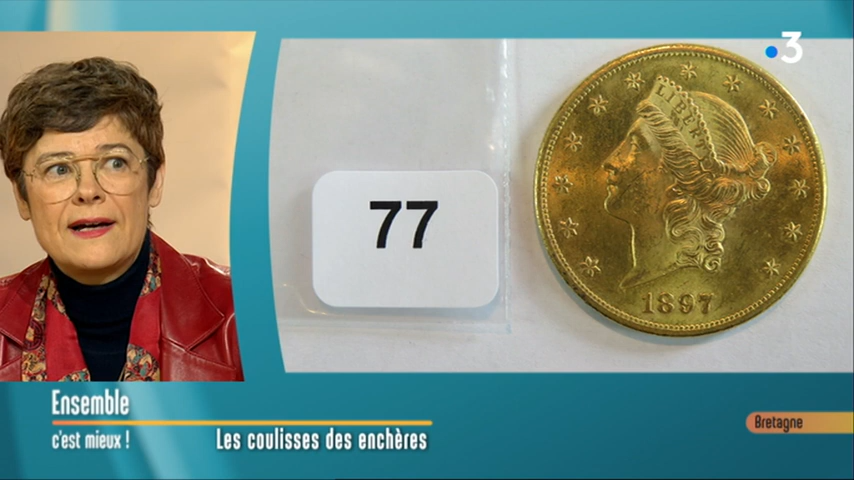 3
77
LIBERTY
1897
Ensemble
c'est mieux !
Les coulisses des enchères
Bretagne